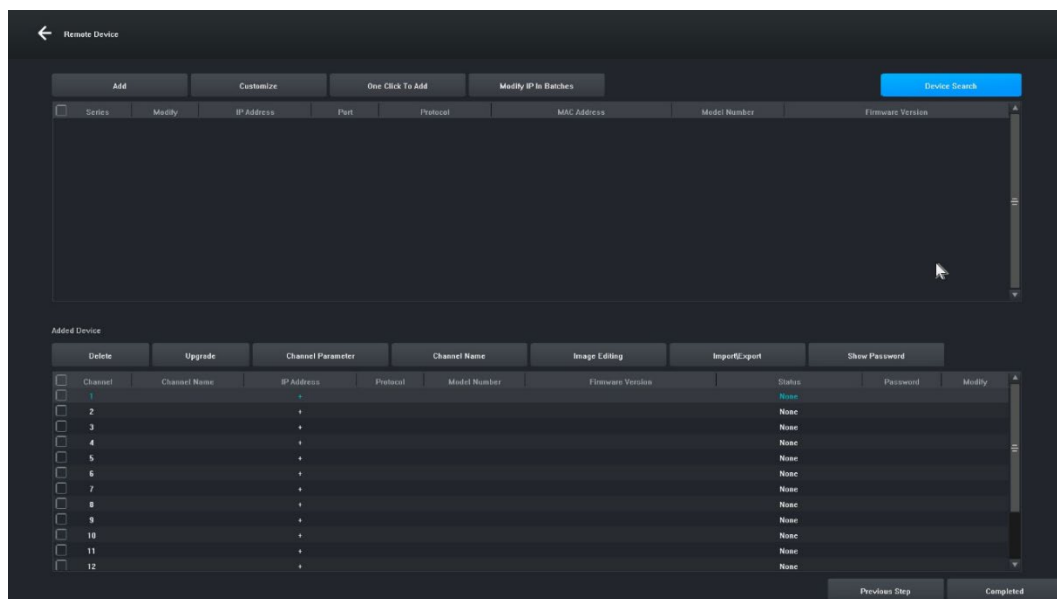 Remote Device
Add Customize One Click To Add Modify IP In Batches Device Search
Series Modify IP Address Port Protocol MAC Address Model Number Firmware Version
Added Device
Delete Upgrade Channel Parameter Channel Name Image Editing Import\Export Show Password
Channel Channel Name IP Address Protocol Model Number Firmware Version Status Password Modify
1 + None
2 + None
3 + None
4 + None
5 + None
6 + None
7 + None
8 + None
9 + None
10 + None
11 + None
12 + None
Previous Step Completed